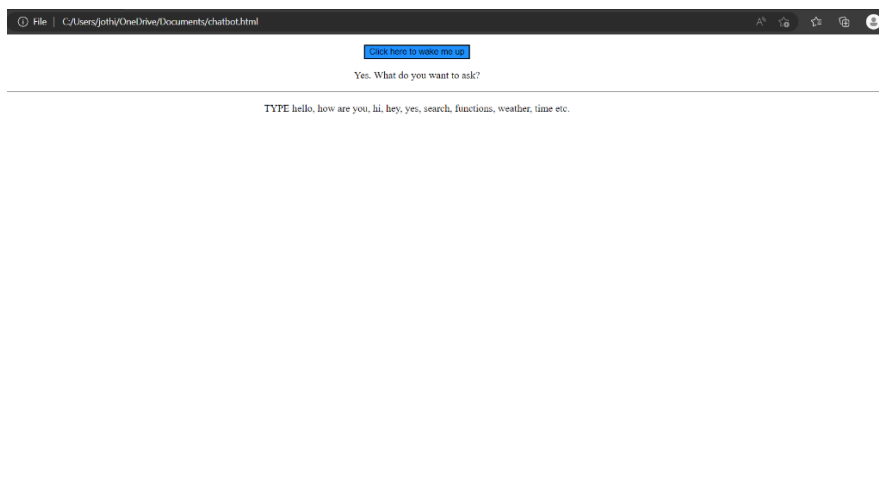 File | C:/Users/jothi/OneDrive/Documents/chatbot.html
Click here to wake me up
Yes. What do you want to ask?
TYPE hello, how are you, hi, hey, yes, search, functions, weather, time etc.